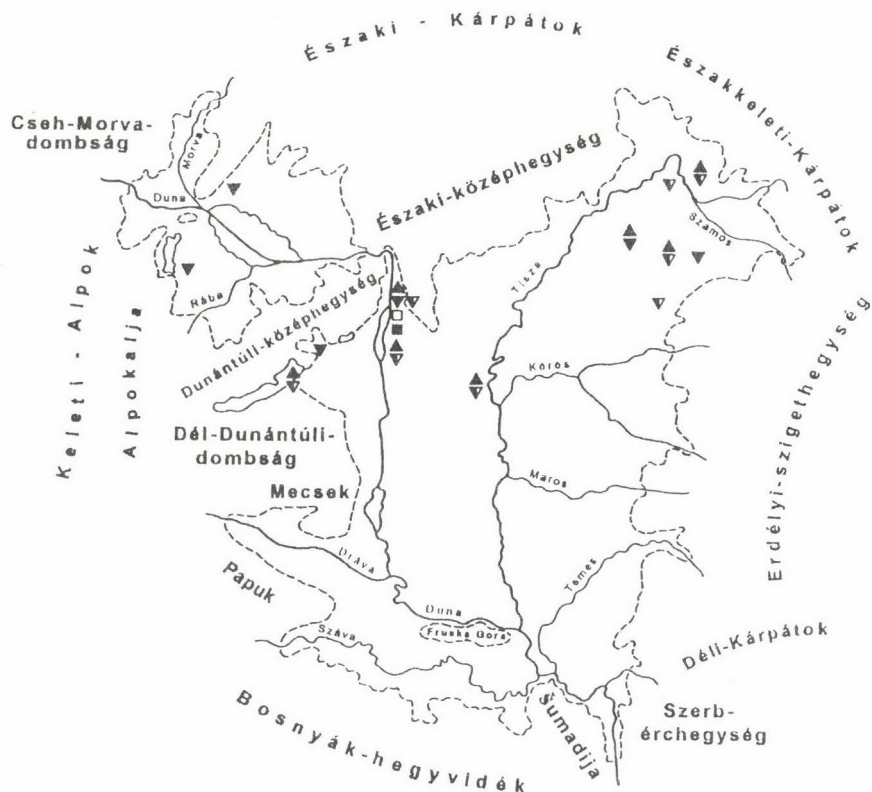 Északi - Kárpátok
Északkeleti-Kárpátok
Cseh-Morva-
dombság
Morva
Északi-középhegység
Duna
Szamos
Tisza
Rába
Keleti - Alpok
Alpokalja
Dunántúli-középhegység
Körös
Erdélyi-szigethegység
Dél-Dunántúli-
dombság
Mecsek
Maros
Dráva
Temes
Papuk
Duna
Fruska Gora
Száva
Déli-Kárpátok
Szerb-
érchegység
Sumadija
Bosnyák-hegyvidék